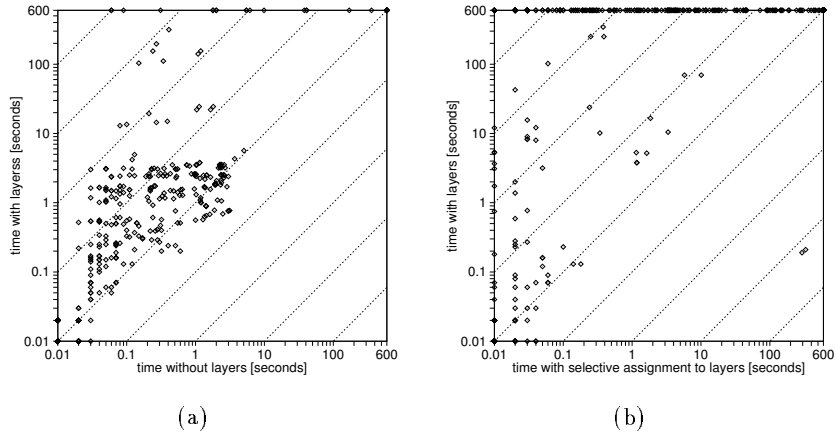 600
100
10
1
0.1
0.01
time with layerss [seconds]
0.01 0.1 1 10 100 600
time without layers [seconds]
(a)
600
100
10
1
0.1
0.01
time with layers [seconds]
0.01 0.1 1 10 100 600
time with selective assignment to layers [seconds]
(b)